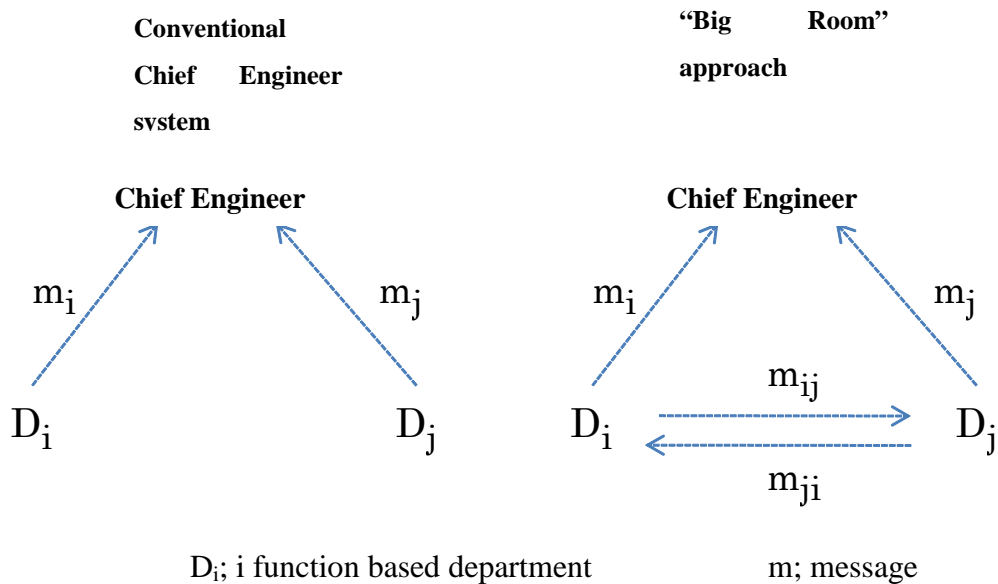 Conventional
Chief Engineer
svstem
“Big Room”
approach
Chief Engineer
Chief Engineer
mi
mj
mi
mj
mij
Di
Dj
Di
Dj
mji
Di; i function based department
m; message